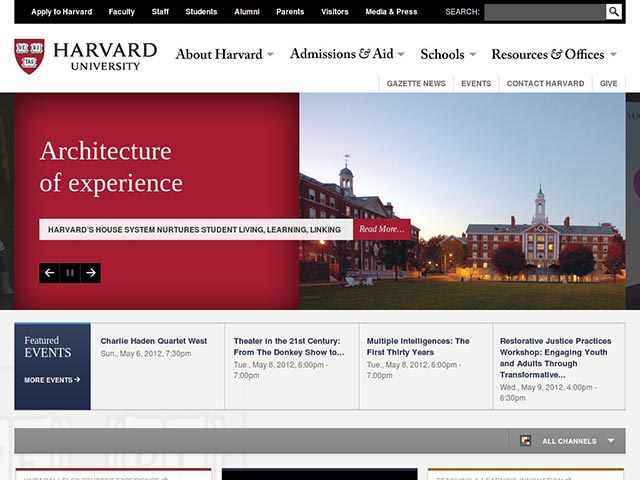 Apply to Harvard Faculty Staff Students Alumni Parents Visitors Media & Press SEARCH:
HARVARD
UNIVERSITY
About Harvard Admissions & Aid Schools Resources & Offices
GAZETTE NEWS EVENTS CONTACT HARVARD GIVE
Architecture
of experience
HARVARD'S HOUSE SYSTEM NURTURES STUDENT LIVING, LEARNING, LINKING Read More...
Featured
EVENTS
MORE EVENTS
Charlie Haden Quartet West
Sun., May 6, 2012, 7:30pm
Theater in the 21st Century:
From The Donkey Show to...
Tue., May 8, 2012, 6:00pm -
7:00pm
Multiple Intelligences: The
First Thirty Years
Tue., May 8, 2012, 6:00pm -
7:00pm
Restorative Justice Practices
Workshop: Engaging Youth
and Adults Through
Transformative...
Wed., May 9, 2012, 4:00pm -
6:30pm
ALL CHANNELS